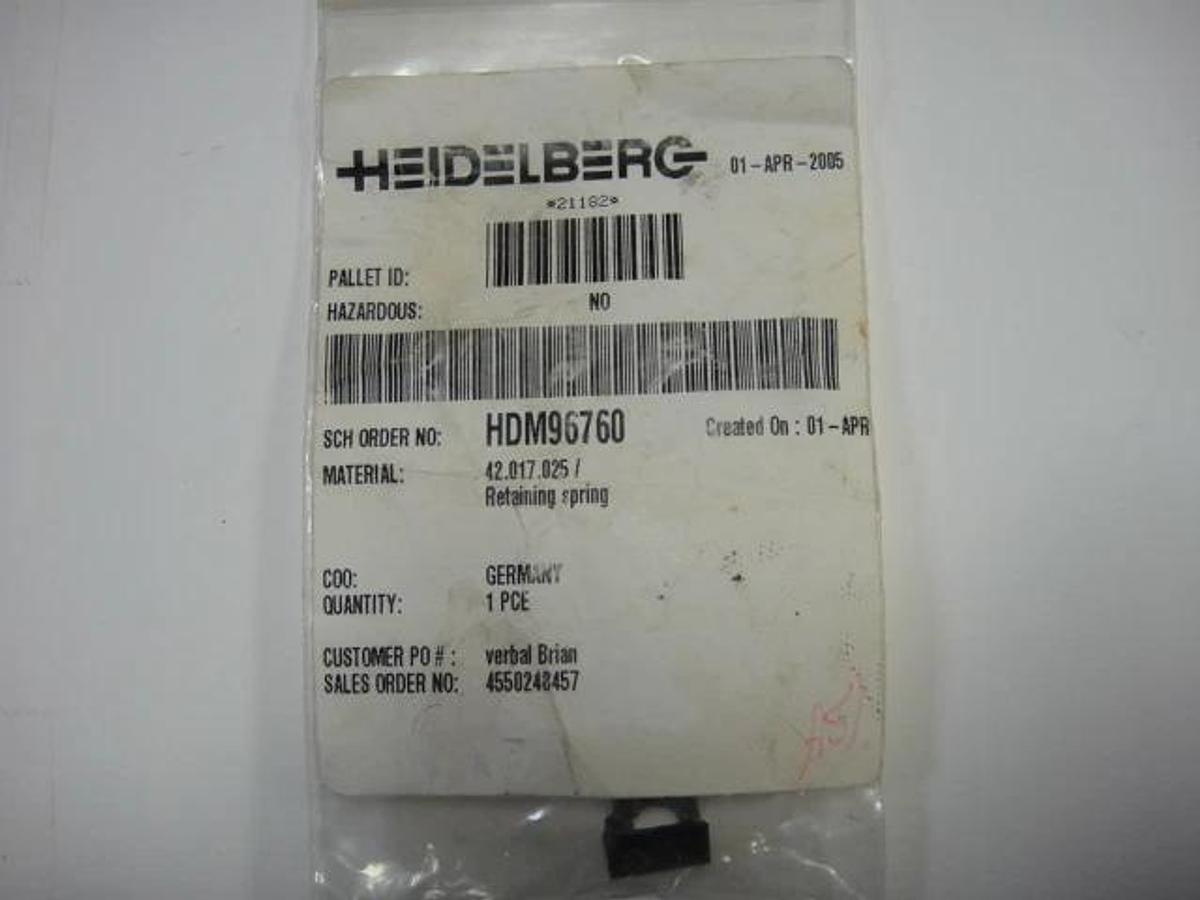 HEIDELBERG 01-APR-2005
*21182*
PALLET ID:
HAZARDOUS: NO
SCH ORDER NO: HDM96760 Created On : 01-APR
MATERIAL: 42.017.025 /
Retaining spring
COO: GERMANY
QUANTITY: 1 PCE
CUSTOMER PO # : verbal Brian
SALES ORDER NO: 4550248457